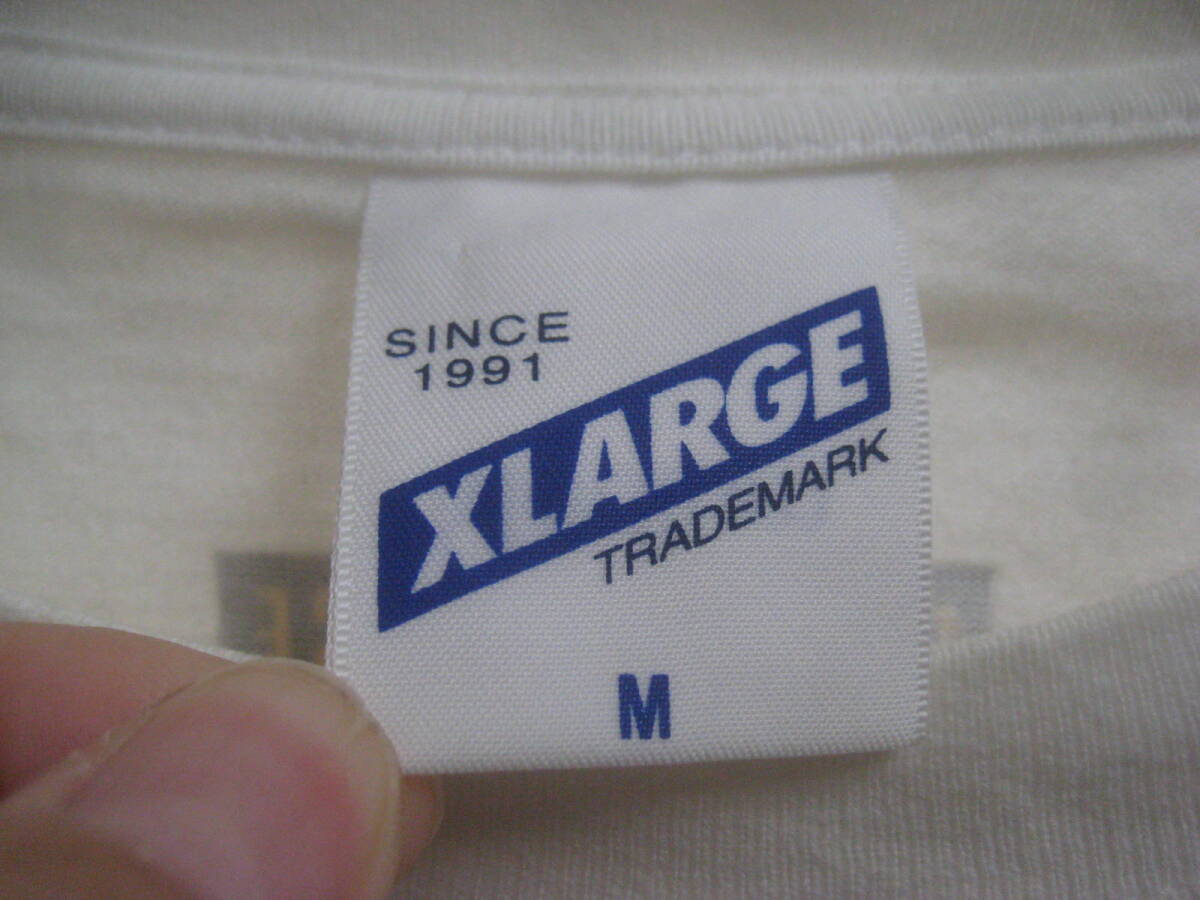 SINCE
1991
XLARGE
TRADEMARK
M